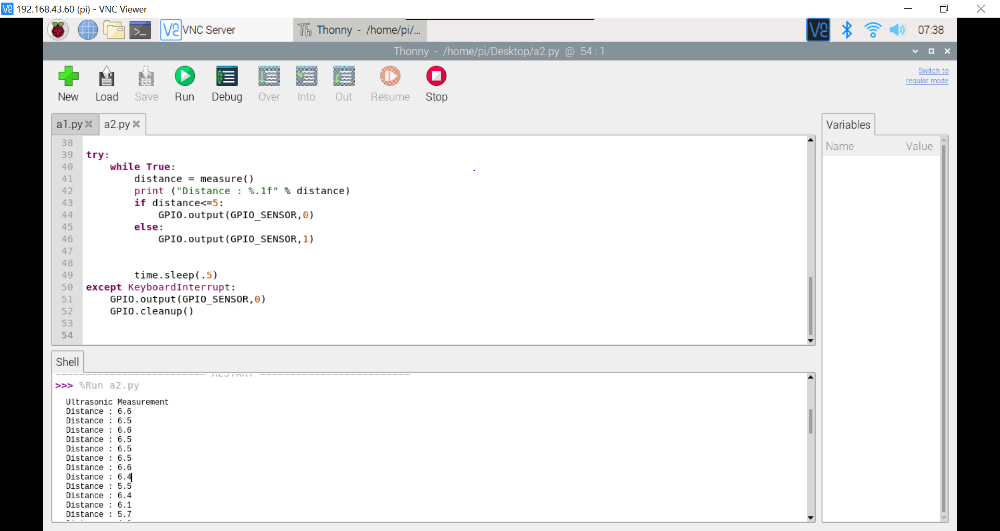 192.168.43.60 (pi) - VNC Viewer
VNC Server
Thonny - /home/pi/...
07:38
Thonny - /home/pi/Desktop/a2.py @ 54 : 1
New
Load
Save
Run
Debug
Over
Into
Out
Resume
Stop
Switch to
regular mode
a1.py
a2.py
38
39 try:
40     while True:
41         distance = measure()
42         print ("Distance : %.1f" % distance)
43         if distance<=5:
44             GPIO.output(GPIO_SENSOR,0)
45         else:
46             GPIO.output(GPIO_SENSOR,1)
47
48
49         time.sleep(.5)
50 except KeyboardInterrupt:
51     GPIO.output(GPIO_SENSOR,0)
52     GPIO.cleanup()
53
54
Variables
Name Value
Shell
>>> %Run a2.py
Ultrasonic Measurement
Distance : 6.6
Distance : 6.5
Distance : 6.6
Distance : 6.5
Distance : 6.5
Distance : 6.5
Distance : 6.6
Distance : 6.4
Distance : 5.5
Distance : 6.4
Distance : 6.1
Distance : 5.7